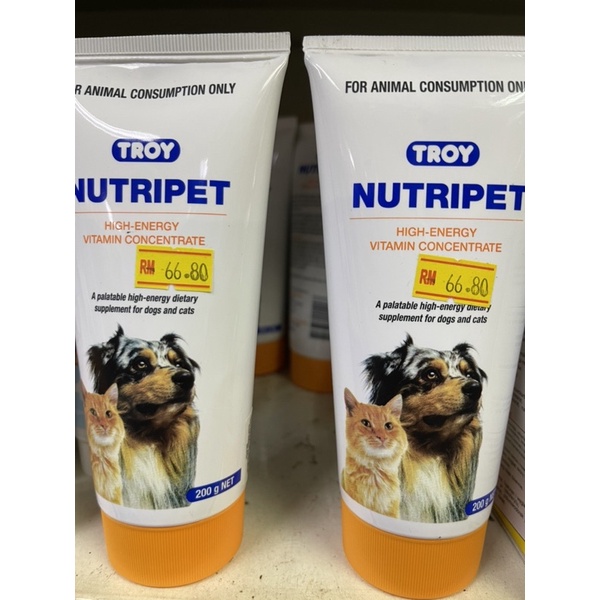 R ANIMAL CONSUMPTION ONLY
TROY
NUTRIPET
HIGH-ENERGY
VITAMIN CONCENTRATE
RM 66.80
A palatable high-energy dietary
supplement for dogs and cats
200 g NET
FOR ANIMAL CONSUMPTION ON
TROY
NUTRIPET
HIGH-ENERGY
VITAMIN CONCENTRATE
RM 66.80
A palatable high-energy dietary
supplement for dogs and cats
200 g N